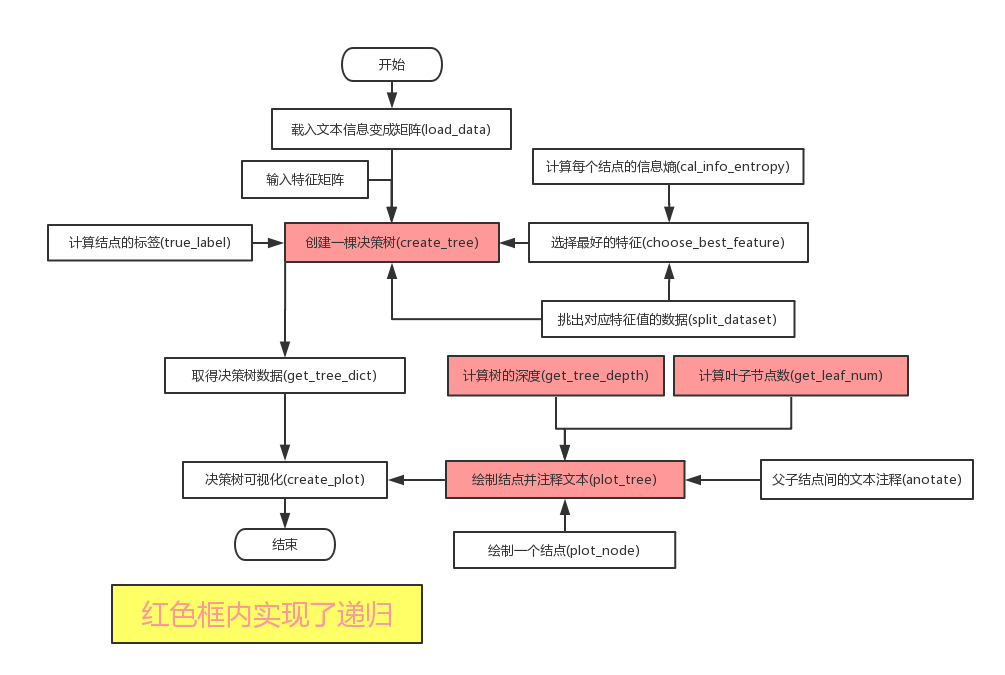 开始
载入文本信息变成矩阵(load_data)
计算每个结点的信息熵(cal_info_entropy)
输入特征矩阵
计算结点的标签(true_label)
创建一棵决策树(create_tree)
选择最好的特征(choose_best_feature)
挑出对应特征值的数据(split_dataset)
取得决策树数据(get_tree_dict)
计算树的深度(get_tree_depth)
计算叶子节点数(get_leaf_num)
决策树可视化(create_plot)
绘制结点并注释文本(plot_tree)
父子结点间的文本注释(anotate)
结束
绘制一个结点(plot_node)
红色框内实现了递归